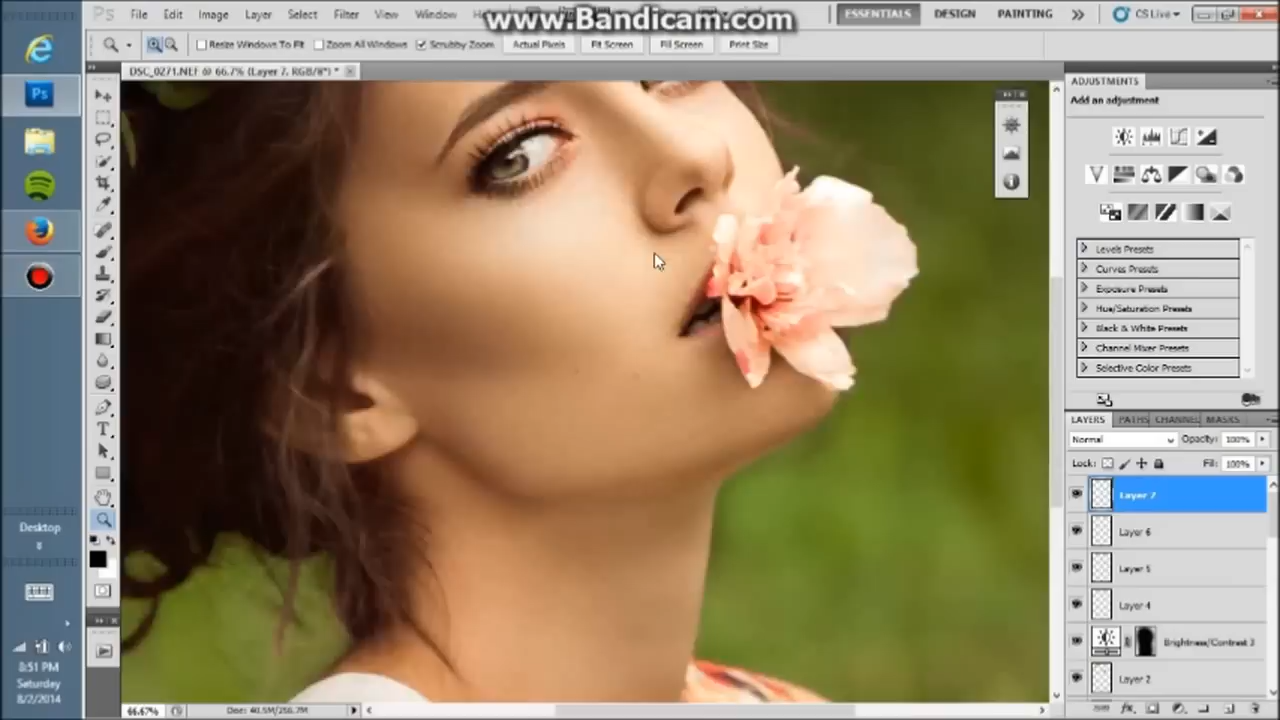 www.Bandicam.com
Ps File Edit Image Layer Select Filter View Window
ESSENTIALS DESIGN PAINTING CS Live
Resize Windows To Fit Zoom All Windows Scrubby Zoom Actual Pixels Fit Screen Fill Screen Print Size
DSC_0271.NEF @ 66.7% (Layer 7, RGB/8*) *
Ps
ADJUSTMENTS
Add an adjustment
Levels Presets
Curves Presets
Exposure Presets
Hue/Saturation Presets
Black & White Presets
Channel Mixer Presets
Selective Color Presets
LAYERS PATHS CHANNEL MASKS
Normal Opacity: 100%
Lock: Fill: 100%
Layer 7
Layer 6
Layer 5
Layer 4
Brightness/Contrast 3
Layer 2
T
Desktop
8:51 PM
Saturday
8/2/2014
66.67% Doc: 40.5M/256.7M